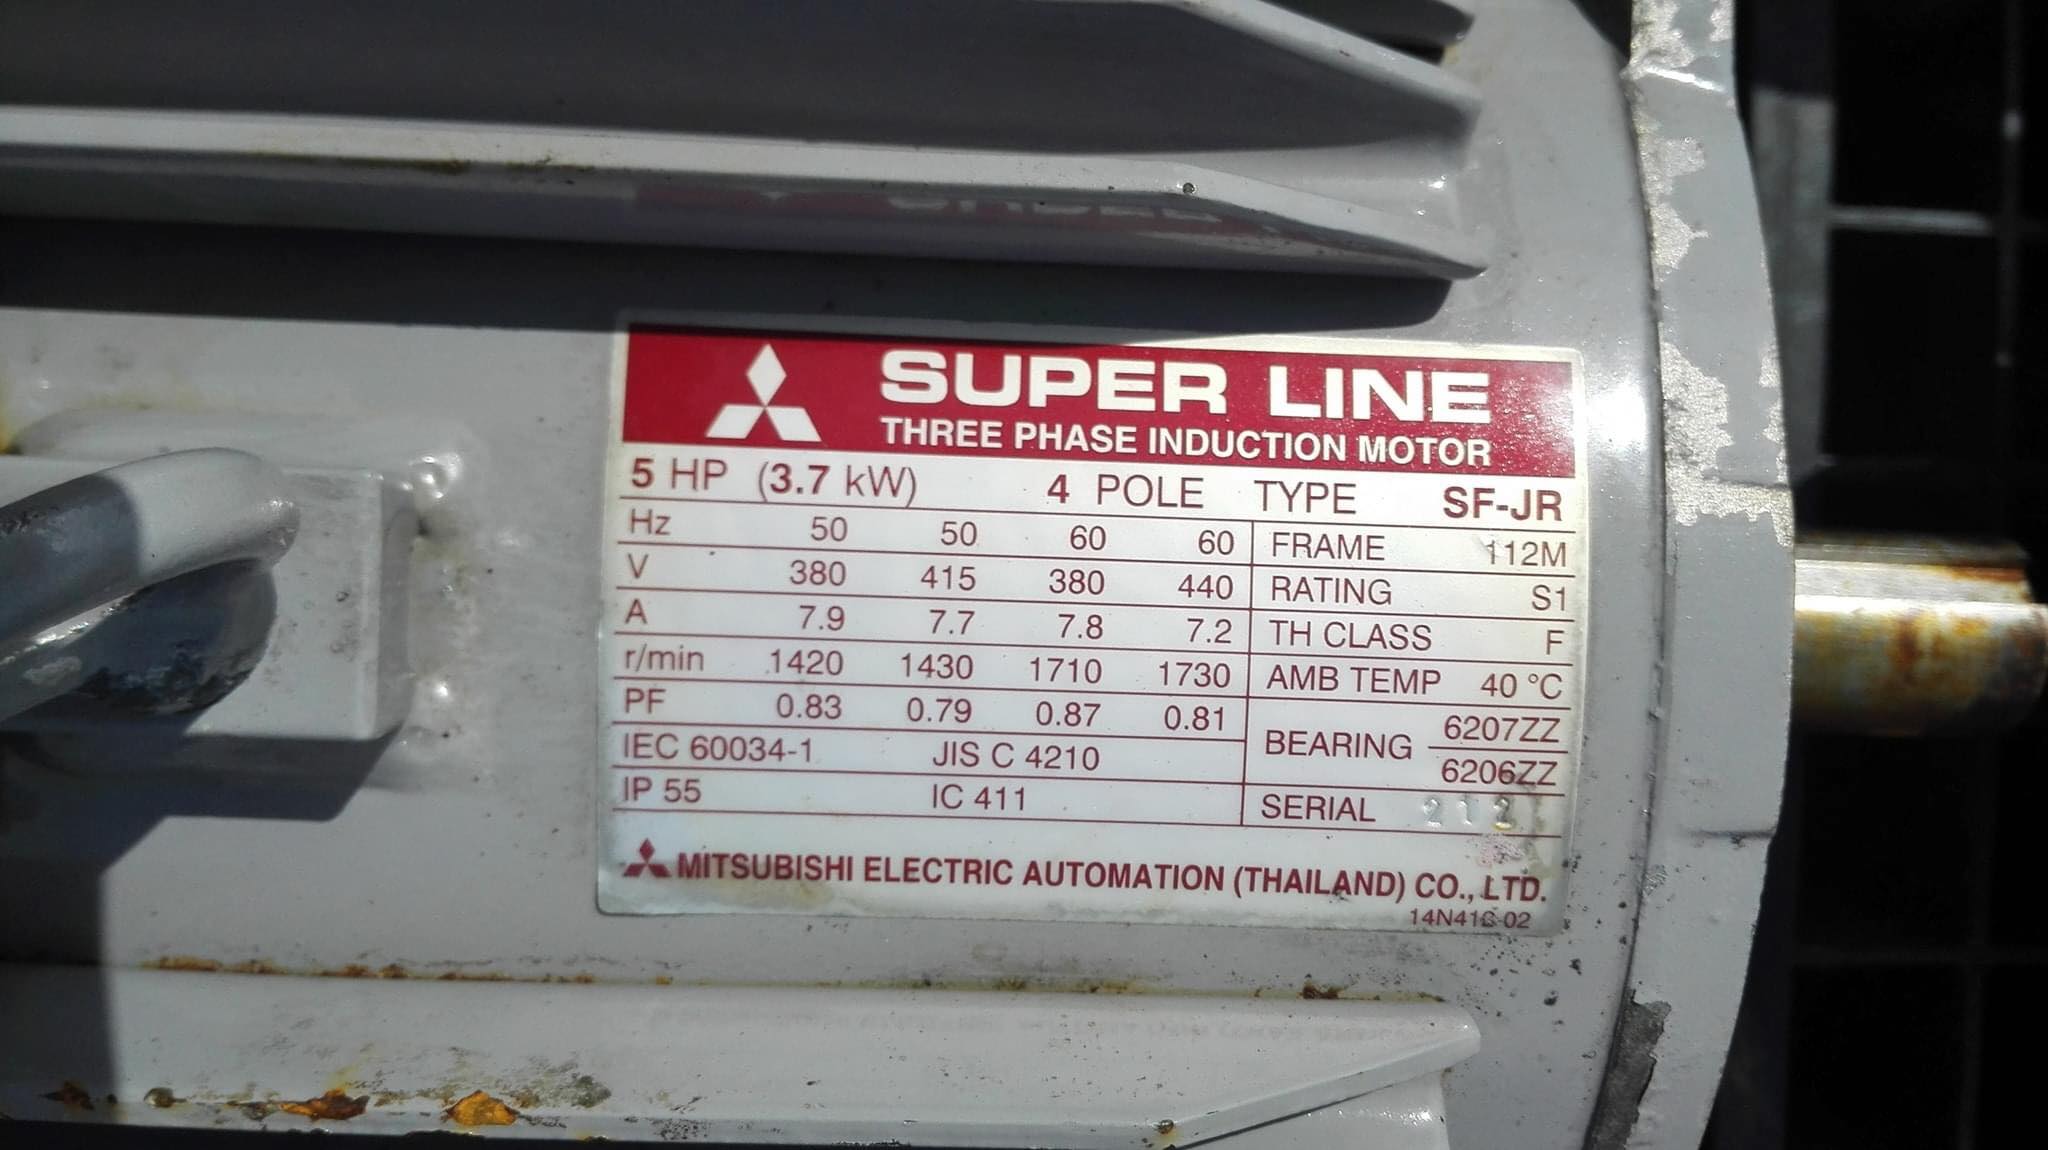 SUPER LINE
THREE PHASE INDUCTION MOTOR
5 HP (3.7 kW) 4 POLE TYPE SF-JR
Hz 50 50 60 60 FRAME 112M
V 380 415 380 440 RATING S1
A 7.9 7.7 7.8 7.2 TH CLASS F
r/min 1420 1430 1710 1730 AMB TEMP 40 °C
PF 0.83 0.79 0.87 0.81 BEARING 6207ZZ
IEC 60034-1 JIS C 4210 6206ZZ
IP 55 IC 411 SERIAL
MITSUBISHI ELECTRIC AUTOMATION (THAILAND) CO., LTD.